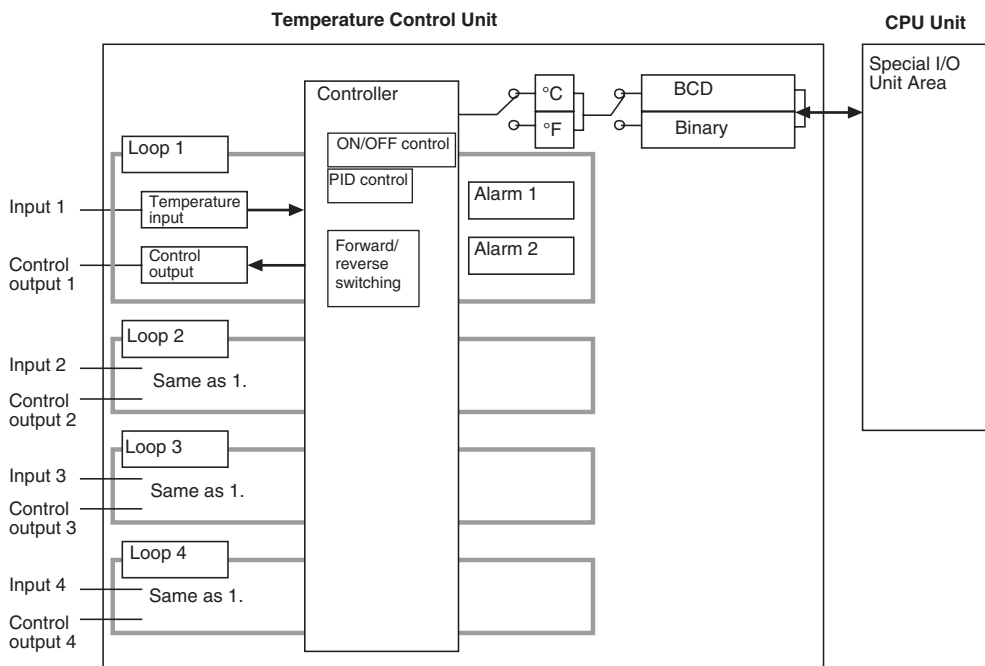 Temperature Control Unit
CPU Unit
Special I/O
Unit Area
Controller
°C
°F
BCD
Binary
ON/OFF control
PID control
Forward/
reverse
switching
Loop 1
Input 1
Temperature
input
Control
output 1
Control
output
Alarm 1
Alarm 2
Loop 2
Input 2
Same as 1.
Control
output 2
Loop 3
Input 3
Same as 1.
Control
output 3
Loop 4
Input 4
Same as 1.
Control
output 4